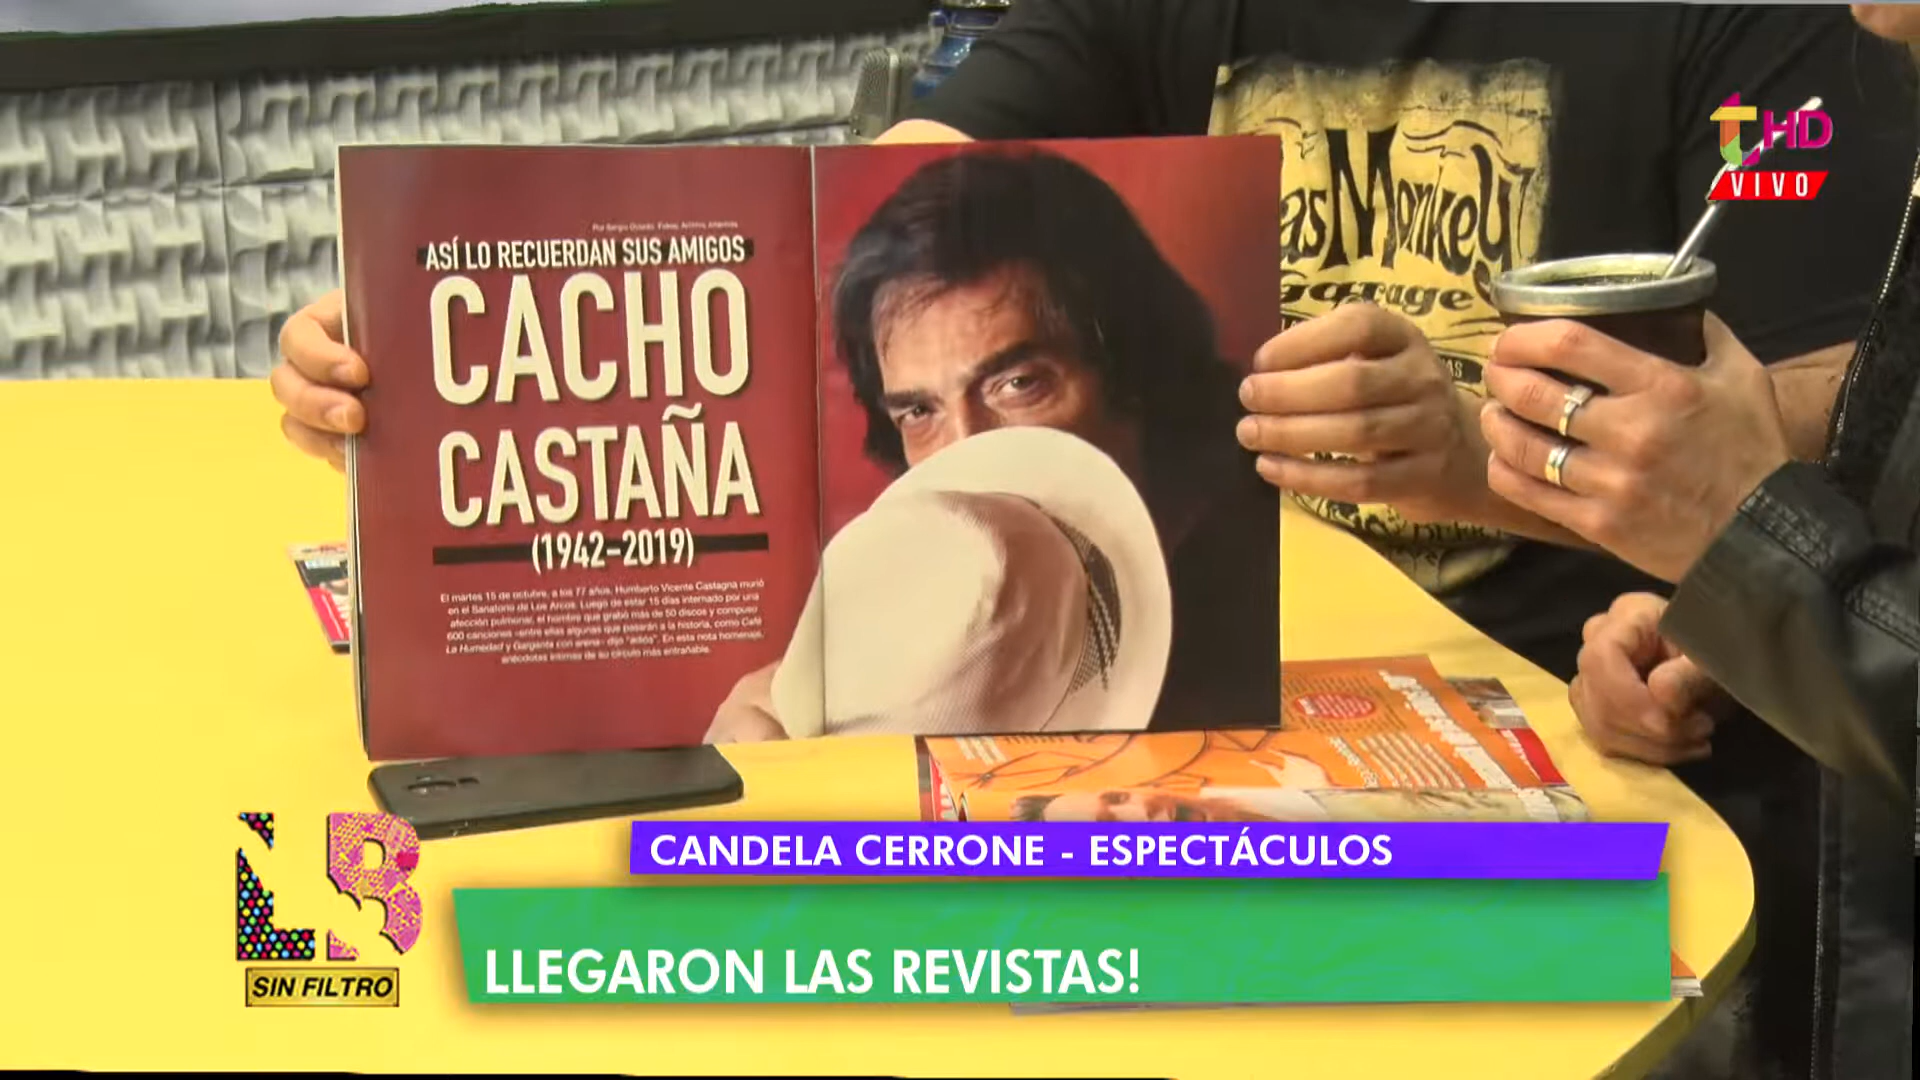 Por Sergio Oviedo. Fotos: Archivo Atlántida.
ASÍ LO RECUERDAN SUS AMIGOS
CACHO
CASTAÑA
(1942-2019)
El martes 15 de octubre, a los 77 años, Humberto Vicente Castagna murió
en el Sanatorio de Los Arcos. Luego de estar 15 días internado por una
afección pulmonar, el hombre que grabó más de 50 discos y compuso
600 canciones -entre ellas algunas que pasarán a la historia, como Café
La Humedad y Garganta con arena- dijo "adiós". En esta nota homenaje,
anécdotas íntimas de su círculo más entrañable.
as Monkey
Garage
t HD
VIVO
LB
SIN FILTRO
CANDELA CERRONE - ESPECTÁCULOS
LLEGARON LAS REVISTAS!